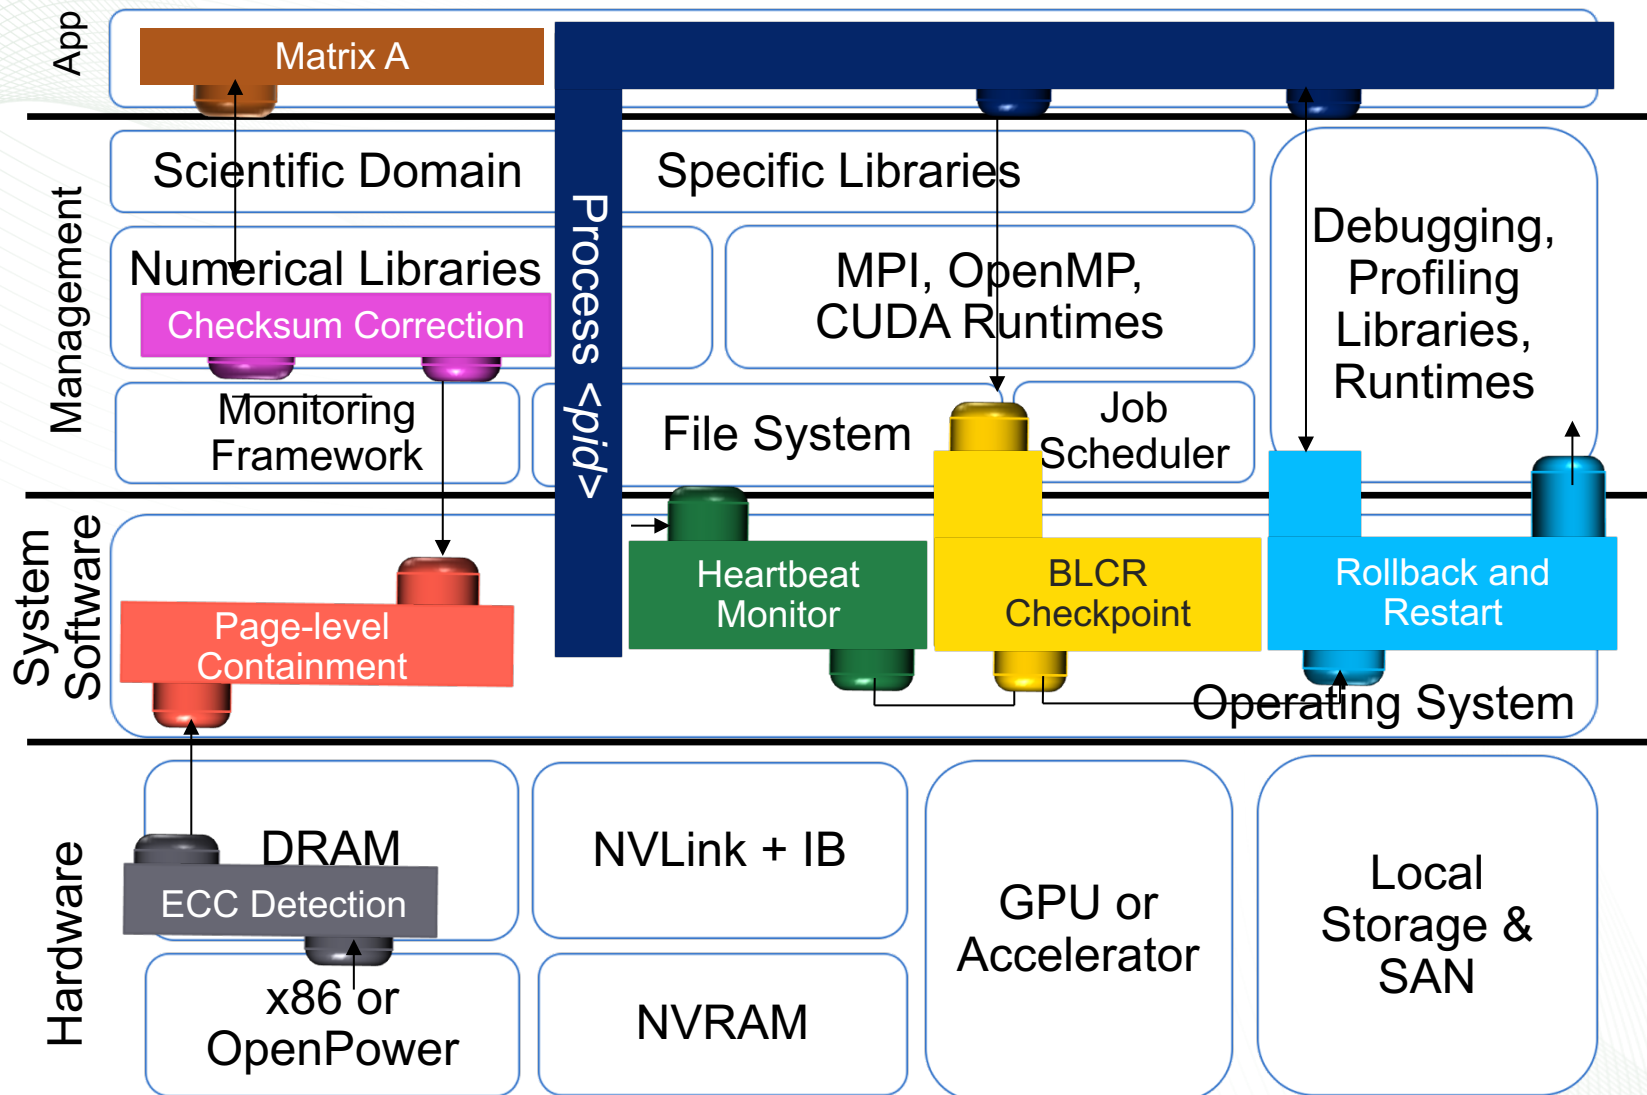 App
Matrix A
Management
Scientific Domain
Specific Libraries
Process <pid>
Numerical Libraries
Checksum Correction
MPI, OpenMP,
CUDA Runtimes
Debugging,
Profiling
Libraries,
Runtimes
Monitoring
Framework
File System
Job
Scheduler
System
Software
Page-level
Containment
Heartbeat
Monitor
BLCR
Checkpoint
Rollback and
Restart
Operating System
Hardware
DRAM
ECC Detection
x86 or
OpenPower
NVLink + IB
NVRAM
GPU or
Accelerator
Local
Storage &
SAN